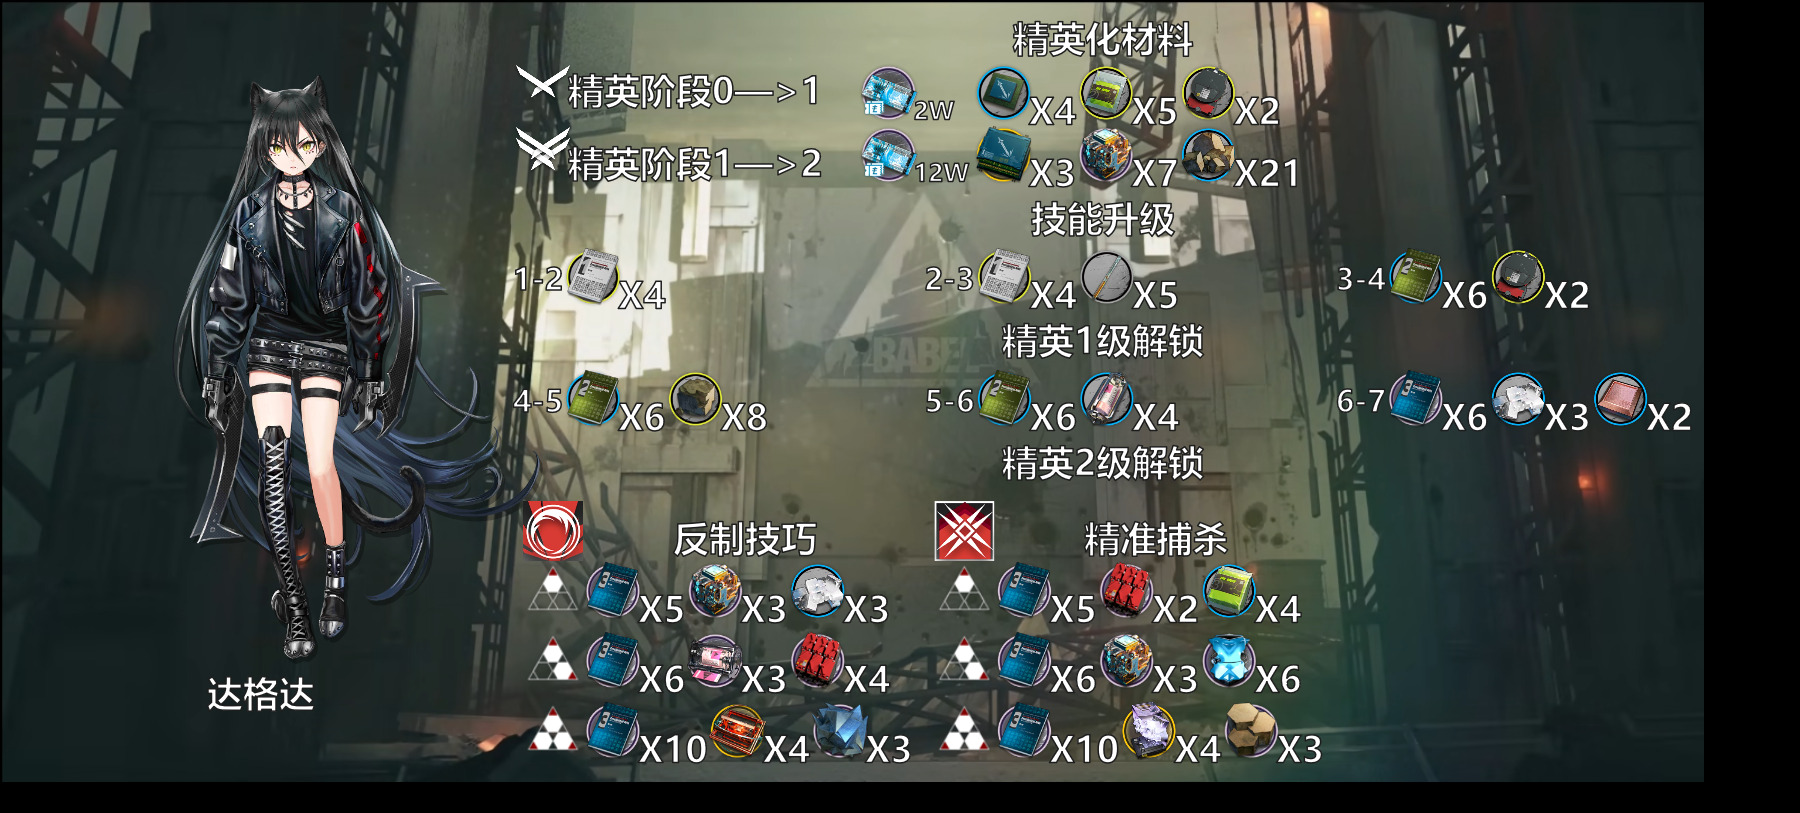 精英化材料
精英阶段0—>1 2W X4 X5 X2
精英阶段1—>2 12W X3 X7 X21
技能升级
1-2 X4 2-3 X4 X5 3-4 X6 X2
精英1级解锁
BABEL
4-5 X6 X8 5-6 X6 X4 6-7 X6 X3 X2
精英2级解锁
反制技巧 精准捕杀
X5 X3 X3 X5 X2 X4
X6 X3 X4 X6 X3 X6
达格达
X10 X4 X3 X10 X4 X3